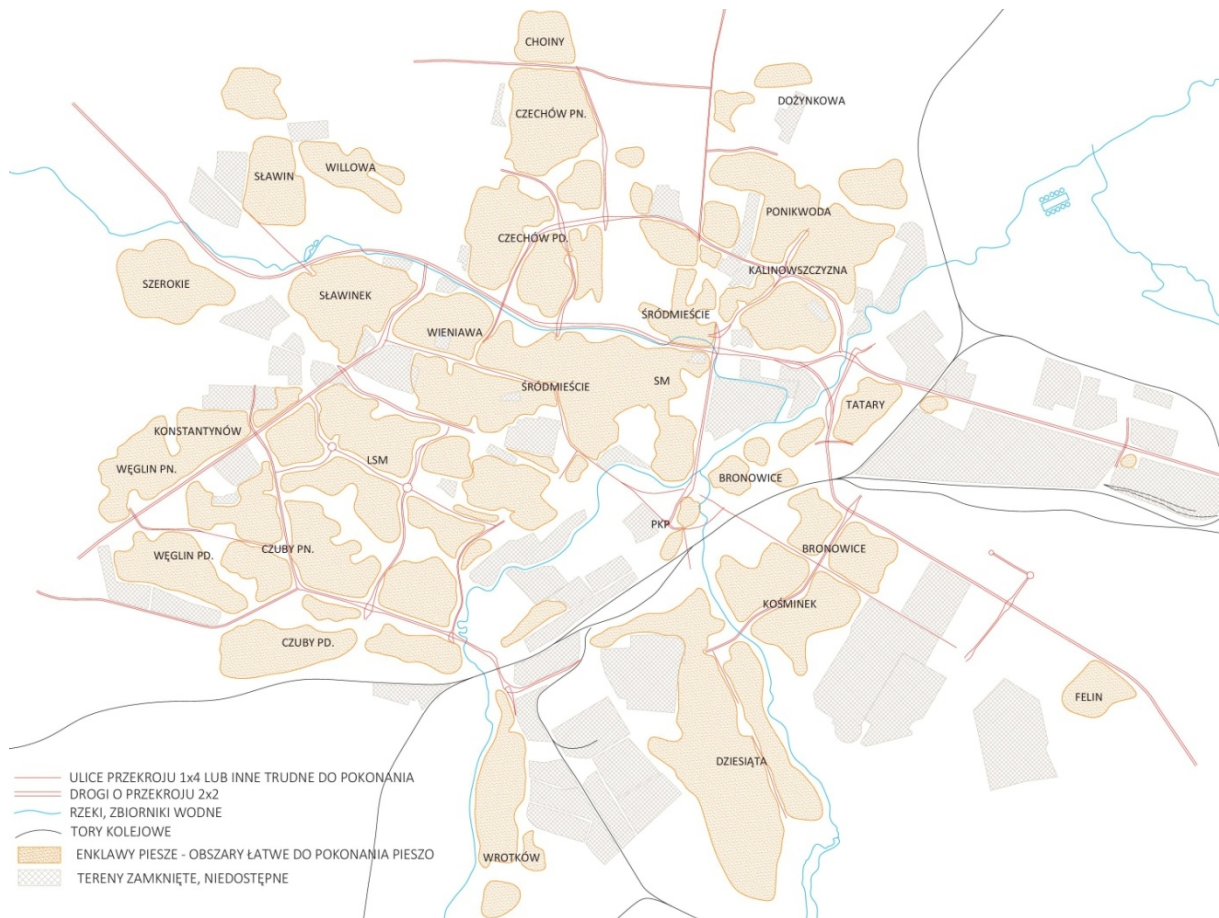 CHOINY
CZECHÓW PN.
DOŻYNKOWA
SŁAWIN
WILLOWA
PONIKWODA
CZECHÓW PD.
KALINOWSZCZYZNA
SZEROKIE
SŁAWINEK
ŚRÓDMIEŚCIE
WIENIAWA
ŚRÓDMIEŚCIE
SM
TATARY
KONSTANTYNÓW
LSM
WĘGLIN PN.
BRONOWICE
PKP
BRONOWICE
WĘGLIN PD.
CZUBY PN.
KOŚMINEK
CZUBY PD.
FELIN
DZIESIĄTA
WROTKÓW
ULICE PRZEKROJU 1x4 LUB INNE TRUDNE DO POKONANIA
DROGI O PRZEKROJU 2x2
RZEKI, ZBIORNIKI WODNE
TORY KOLEJOWE
ENKLAWY PIESZE - OBSZARY ŁATWE DO POKONANIA PIESZO
TERENY ZAMKNIĘTE, NIEDOSTĘPNE